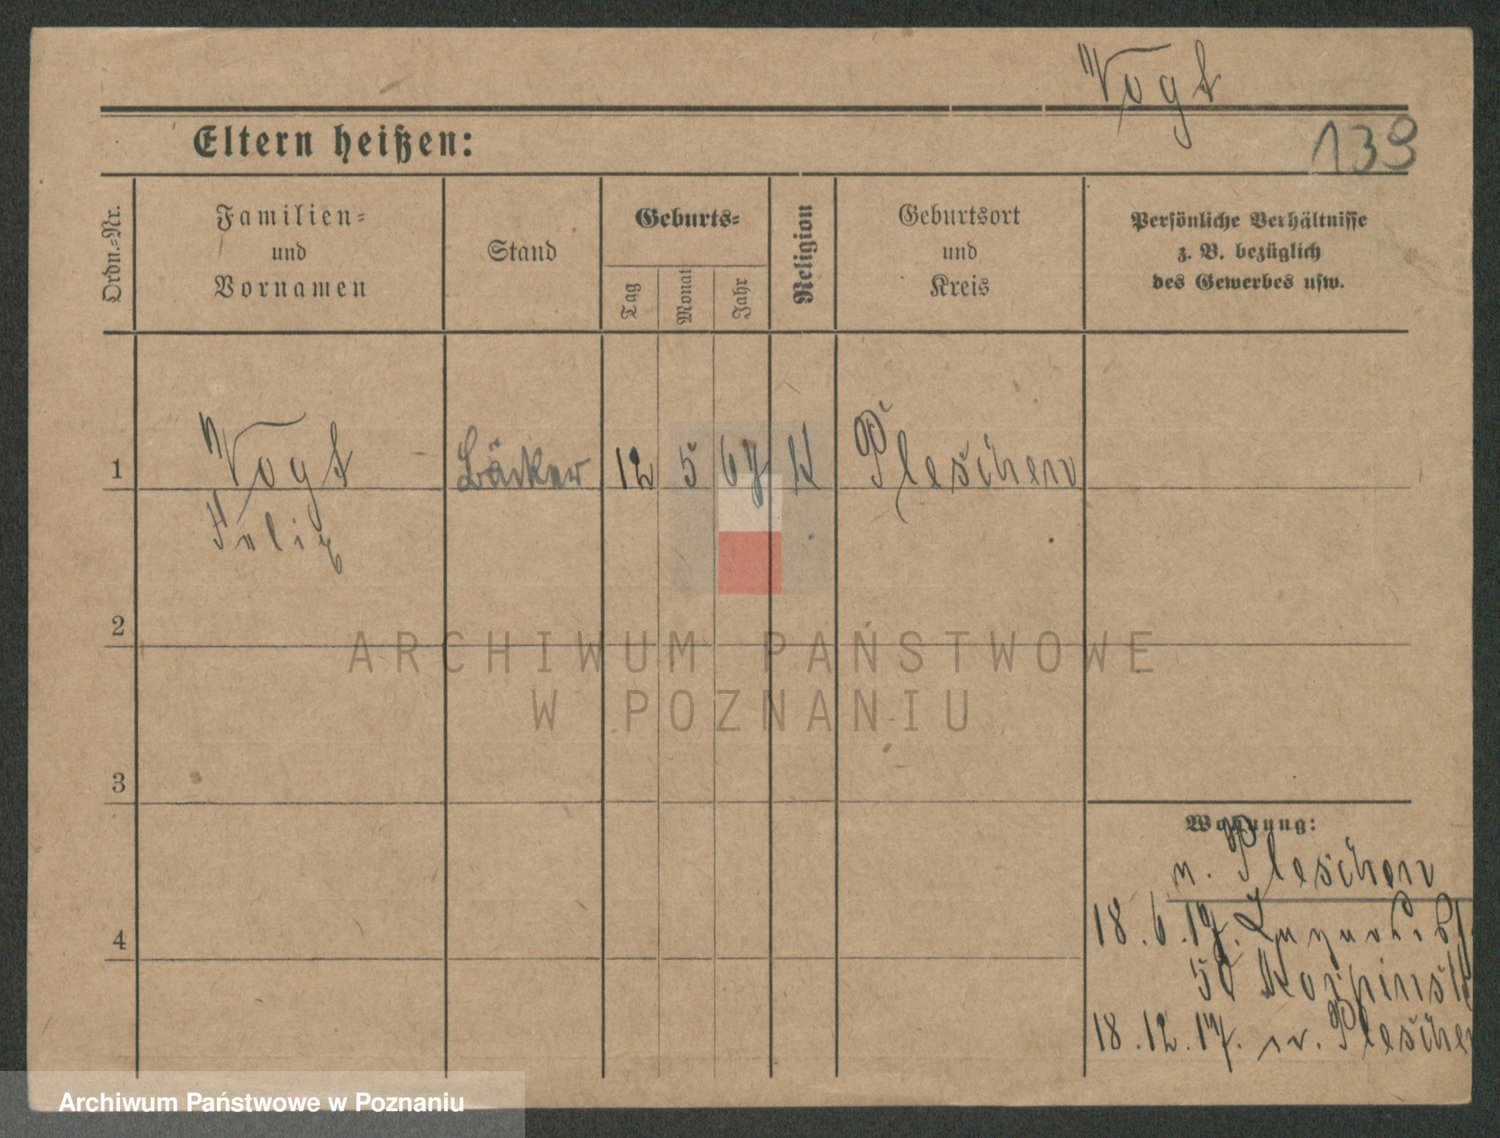 Vogt
139
Eltern heißen:
Ordn.-Nr.
Familien-
und
Vornamen
Stand
Geburts-
Tag
Monat
Jahr
Religion
Geburtsort
und
Kreis
Persönliche Verhältnisse
z. B. bezüglich
des Gewerbes usw.
1 Vogt Bäcker 12 5 67 K Pleschen
Felix
2
3
4
Wohnung:
n. Pleschen
18.6.17.
50
18.12.17. n. Pleschen
ARCHIWUM PAŃSTWOWE
W POZNANIU
Archiwum Państwowe w Poznaniu